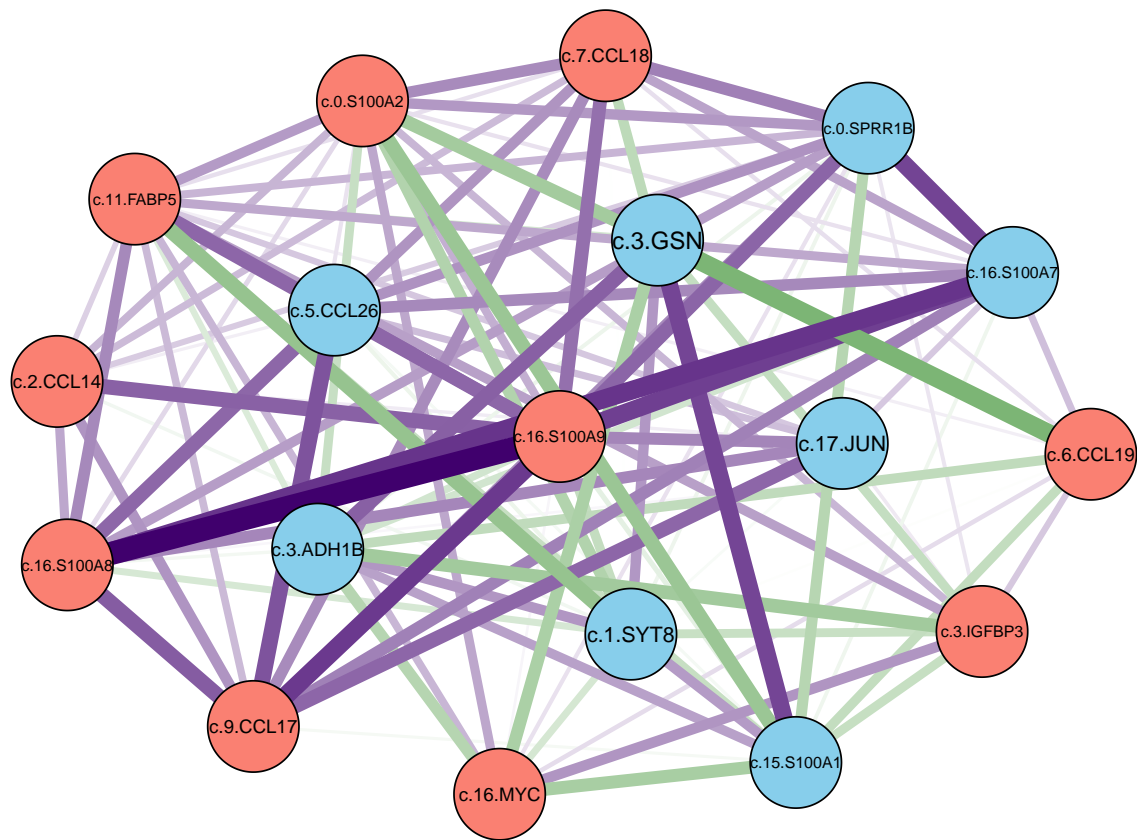 c.7.CCL18
c.0.S100A2
c.0.SPRR1B
c.11.FABP5
c.3.GSN
c.16.S100A7
c.5.CCL26
c.2.CCL14
c.16.S100A9
c.17.JUN
c.6.CCL19
c.3.ADH1B
c.16.S100A8
c.1.SYT8
c.3.IGFBP3
c.9.CCL17
c.15.S100A1
c.16.MYC